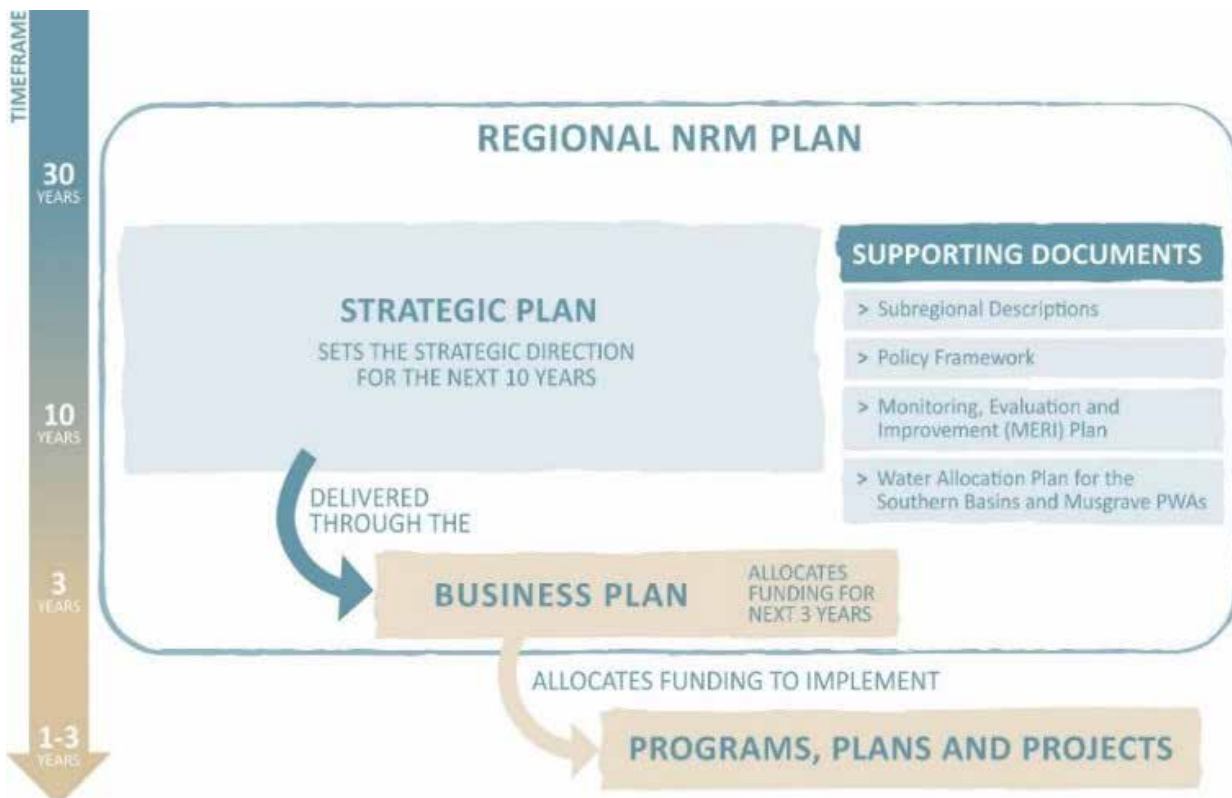 TIMEFRAME
30
YEARS
10
YEARS
3
YEARS
1-3
YEARS
REGIONAL NRM PLAN
STRATEGIC PLAN
SETS THE STRATEGIC DIRECTION
FOR THE NEXT 10 YEARS
SUPPORTING DOCUMENTS
> Subregional Descriptions
> Policy Framework
> Monitoring, Evaluation and
Improvement (MERI) Plan
> Water Allocation Plan for the
Southern Basins and Musgrave PWAs
DELIVERED
THROUGH THE
BUSINESS PLAN
ALLOCATES
FUNDING FOR
NEXT 3 YEARS
ALLOCATES FUNDING TO IMPLEMENT
PROGRAMS, PLANS AND PROJECTS